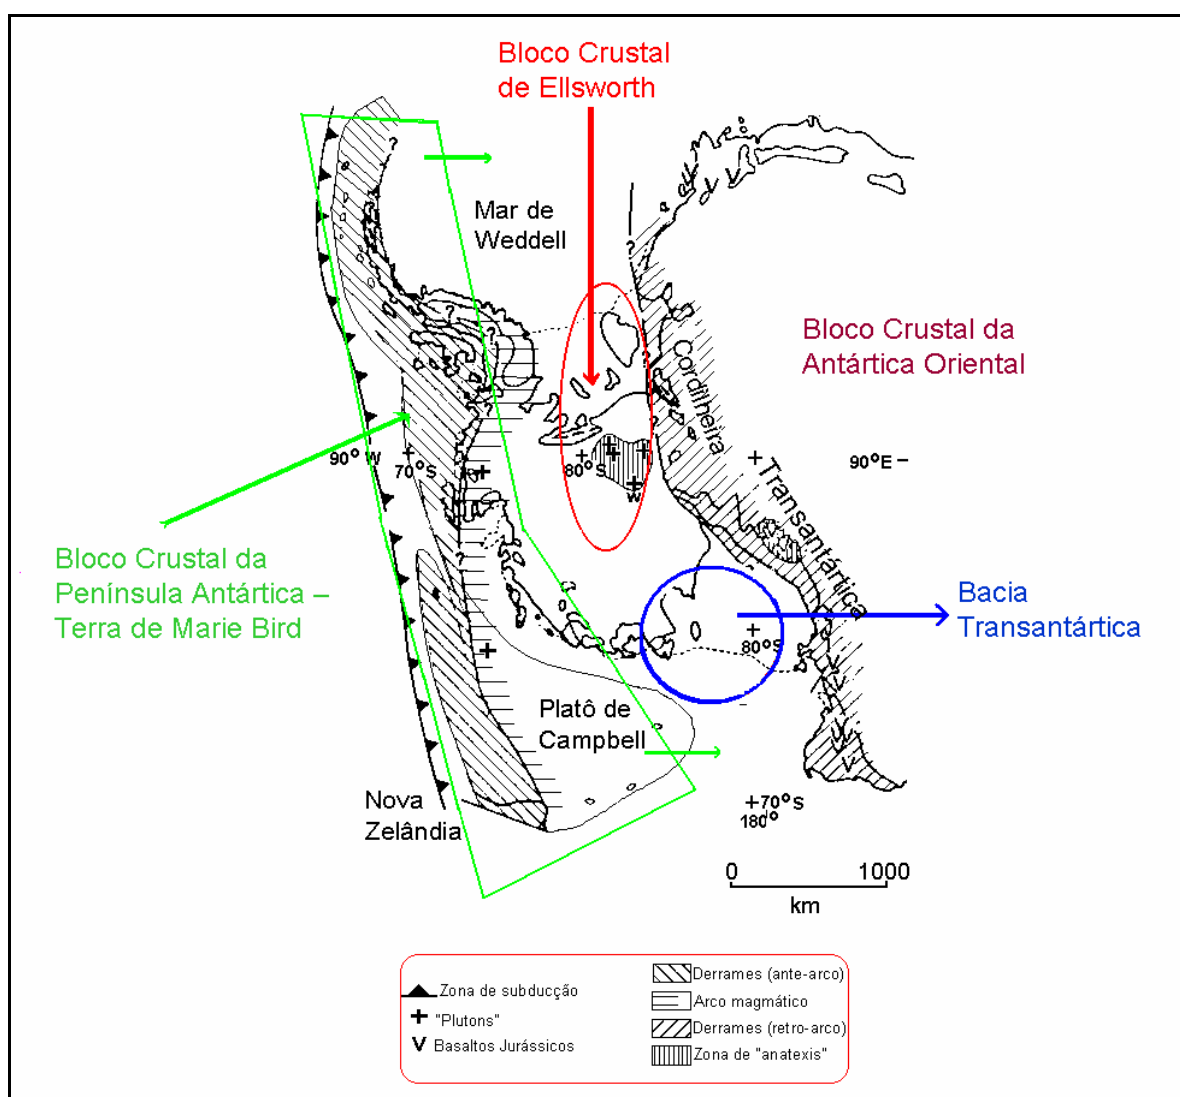 Bloco Crustal
de Ellsworth
Mar de
Weddell
Bloco Crustal da
Antártica Oriental
Cordilheira
Transantártica
90° W
70°S
80°S
W
90°E
Bloco Crustal da
Península Antártica –
Terra de Marie Bird
Bacia
Transantártica
80°S
Platô de
Campbell
Nova
Zelândia
70°S
180°
0 1000
km
Zona de subducção
"Plutons"
Basaltos Jurássicos
Derrames (ante-arco)
Arco magmático
Derrames (retro-arco)
Zona de "anatexis"